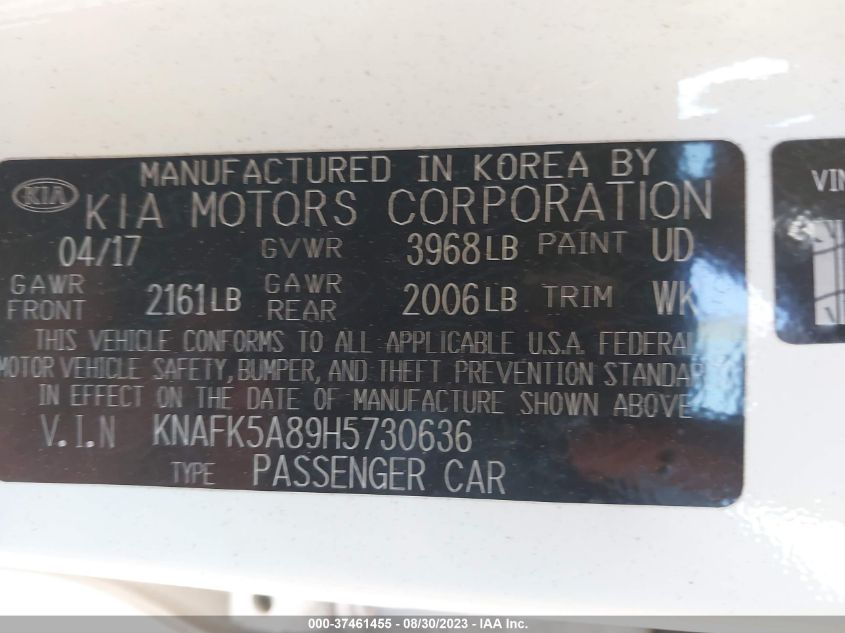 MANUFACTURED IN KOREA BY
KIA KIA MOTORS CORPORATION
04/17 GVWR 3968LB PAINT UD
GAWR FRONT 2161LB GAWR REAR 2006LB TRIM WK
THIS VEHICLE CONFORMS TO ALL APPLICABLE U.S.A. FEDERAL
MOTOR VEHICLE SAFETY, BUMPER, AND THEFT PREVENTION
IN EFFECT ON THE DATE OF MANUFACTURE SHOWN ABOVE
V.I.N KNAFK5A89H5730636
TYPE PASSENGER CAR
VIN
000-37461455 - 08/30/2023 - IAA Inc.